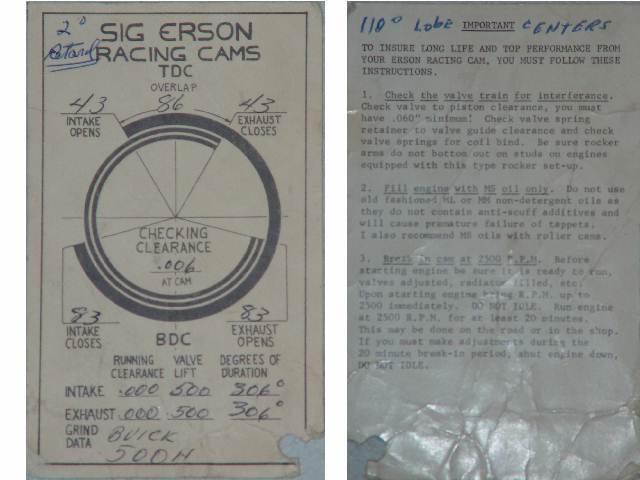 2° Retard
SIG ERSON
RACING CAMS
TDC
OVERLAP
43 86 43
INTAKE OPENS EXHAUST CLOSES
CHECKING
CLEARANCE
.006
AT CAM
83 83
INTAKE CLOSES EXHAUST OPENS
BDC
RUNNING CLEARANCE VALVE LIFT DEGREES OF DURATION
INTAKE .000 500 306°
EXHAUST .000 500 306°
GRIND DATA BUICK
500H
110° LOBE CENTERS
IMPORTANT
TO INSURE LONG LIFE AND TOP PERFORMANCE FROM
YOUR ERSON RACING CAM, YOU MUST FOLLOW THESE
INSTRUCTIONS.
1. Check the valve train for interference.
Check valve to piston clearance, you must
have .060" minimum! Check valve spring
retainer to valve guide clearance and check
valve springs for coil bind. Be sure rocker
arms do not bottom out on studs on engines
equipped with this type rocker set-up.
2. Fill engine with MS oil only. Do not use
old fashioned ML or MM non-detergent oils as
they do not contain anti-scuff additives and
will cause premature failure of tappets.
I also recommend MS oils with roller cams.
3. Break in cam at 2500 R.P.M. Before
starting engine be sure it is ready to run,
valves adjusted, radiator filled, etc.
Upon starting engine bring R.P.M. up to
2500 immediately. DO NOT IDLE. Run engine
at 2500 R.P.M. for at least 20 minutes.
This may be done on the road or in the shop.
If you must make adjustments during the
20 minute break-in period, shut engine down,
DO NOT IDLE.